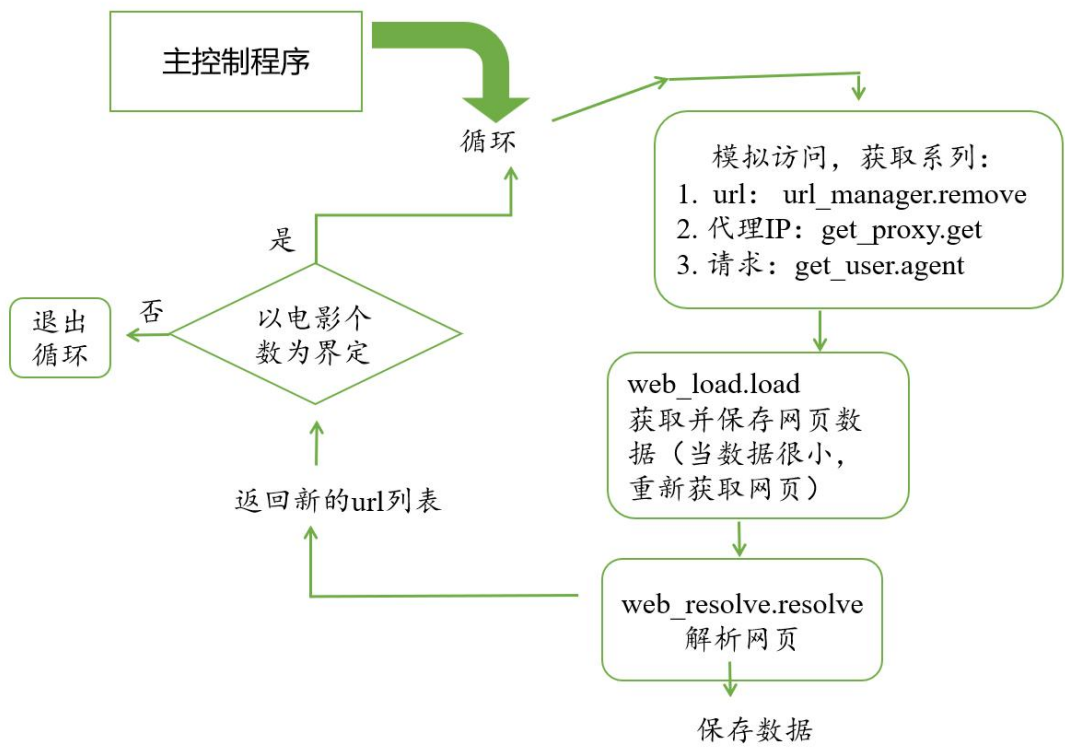 主控制程序
循环
模拟访问，获取系列：
1. url： url_manager.remove
2. 代理IP：get_proxy.get
3. 请求：get_user.agent
web_load.load
获取并保存网页数
据（当数据很小，
重新获取网页）
web_resolve.resolve
解析网页
保存数据
返回新的url列表
以电影个
数为界定
是
否
退出
循环